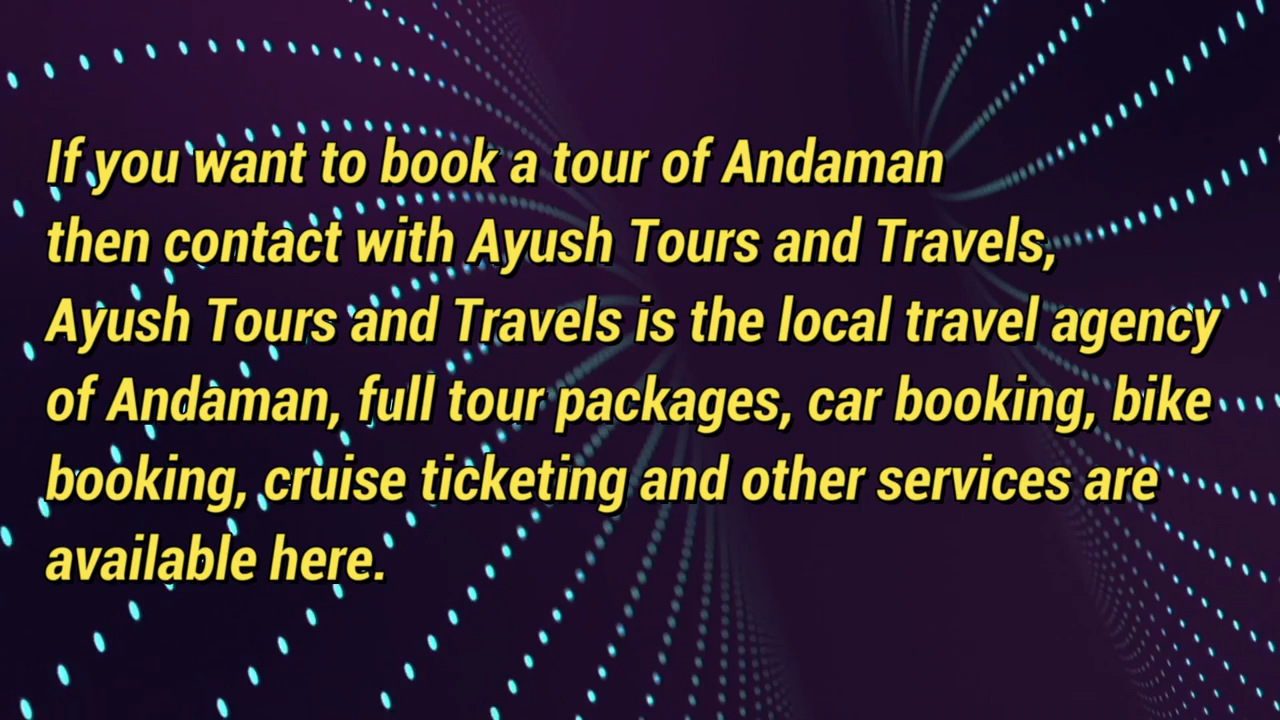 If you want to book a tour of Andaman
then contact with Ayush Tours and Travels,
Ayush Tours and Travels is the local travel agency
of Andaman, full tour packages, car booking, bike
booking, cruise ticketing and other services are
available here.